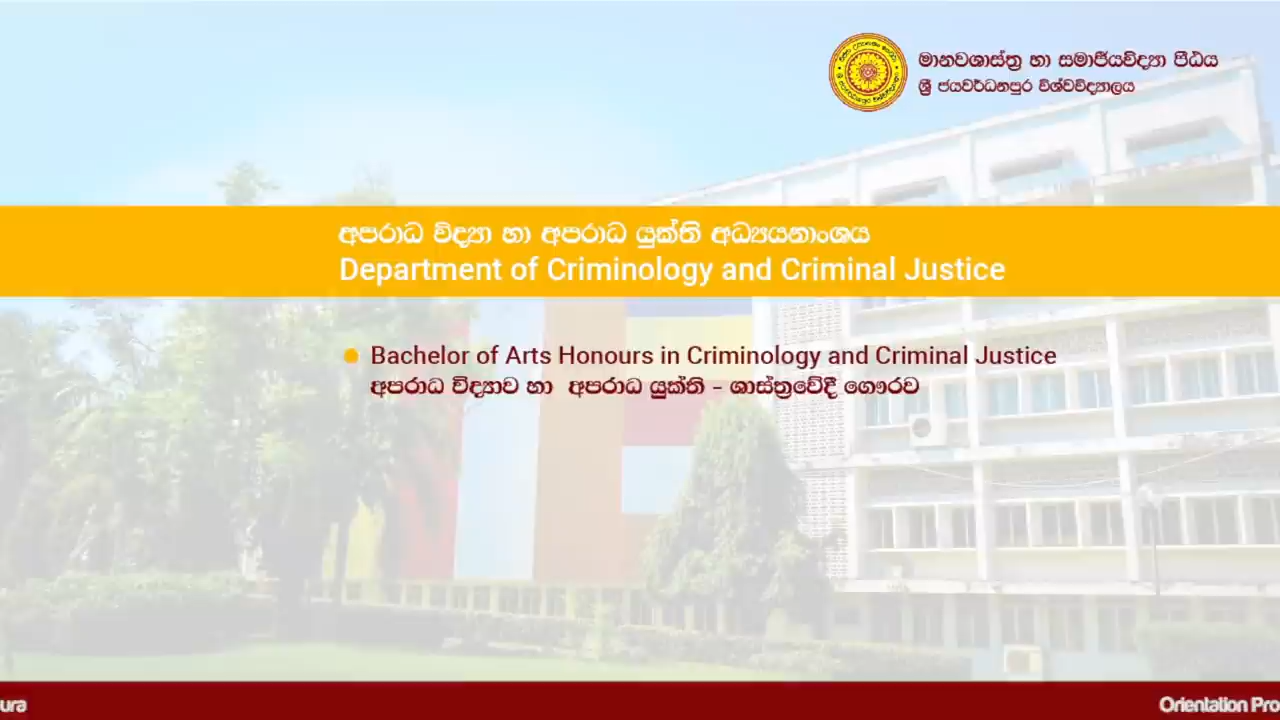 මානවශාස්ත්‍ර හා සමාජීයවිද්‍යා පීඨය
ශ්‍රී ජයවර්ධනපුර විශ්වවිද්‍යාලය
අපරාධ විද්‍යා හා අපරාධ යුක්ති අධ්‍යයනාංශය
Department of Criminology and Criminal Justice
Bachelor of Arts Honours in Criminology and Criminal Justice
අපරාධ විද්‍යාව හා අපරාධ යුක්ති - ශාස්ත්‍රවේදී ගෞරව
ura
Orientation Pro